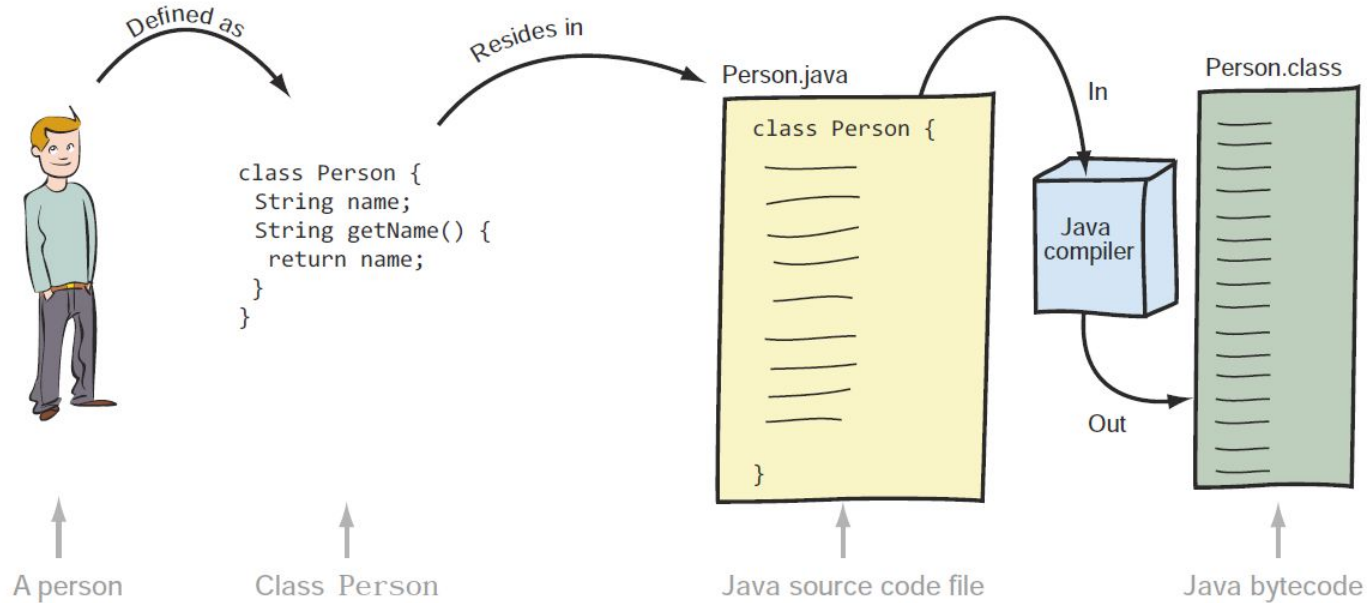 Defined as
Resides in
class Person {
String name;
String getName() {
return name;
}
}
Person.java
class Person {
}
In
Java
compiler
Out
Person.class
A person
Class Person
Java source code file
Java bytecode